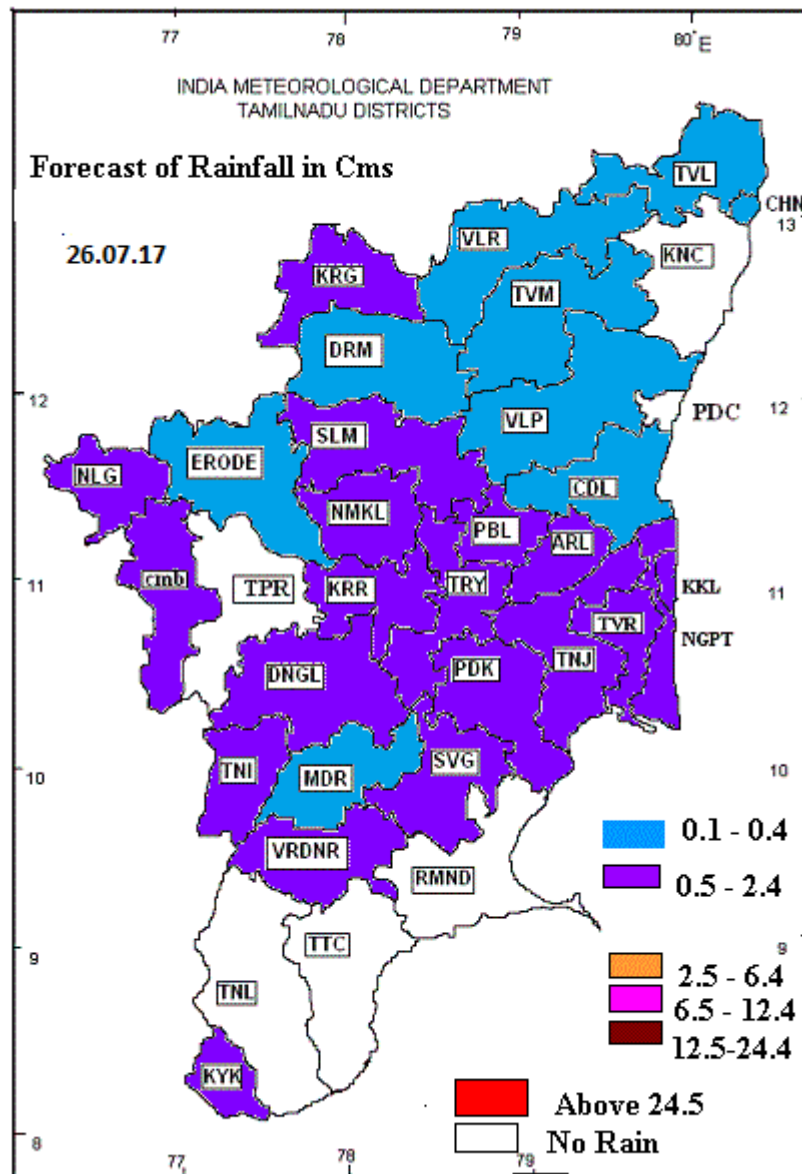 77 78 79 80° E
INDIA METEOROLOGICAL DEPARTMENT
TAMILNADU DISTRICTS
Forecast of Rainfall in Cms
TVL
CHN
13
VLR
26.07.17
KNC
KRG
TVM
DRM
12
12
PDC
VLP
SLM
ERODE
NLG
CDL
NMKL
PBL
ARL
11
cmb
TPR
KRR
TRY
KKL
11
TVR
NGPT
TNJ
DNGL
PDK
10
TNI
MDR
SVG
10
0.1 - 0.4
VRDNR
RMND
0.5 - 2.4
9
TTC
9
2.5 - 6.4
TNL
6.5 - 12.4
12.5-24.4
KYK
Above 24.5
8
No Rain
77 78 79